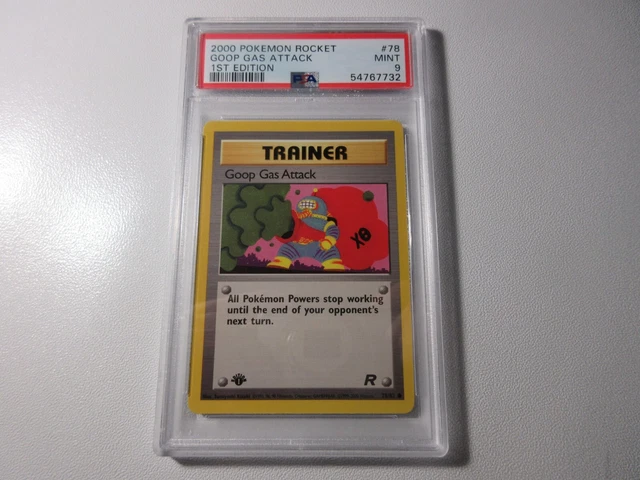 2000 POKEMON ROCKET #78
GOOP GAS ATTACK MINT
1ST EDITION 9
PSA 54767732
TRAINER
Goop Gas Attack
All Pokémon Powers stop working
until the end of your opponent's
next turn.
1 R